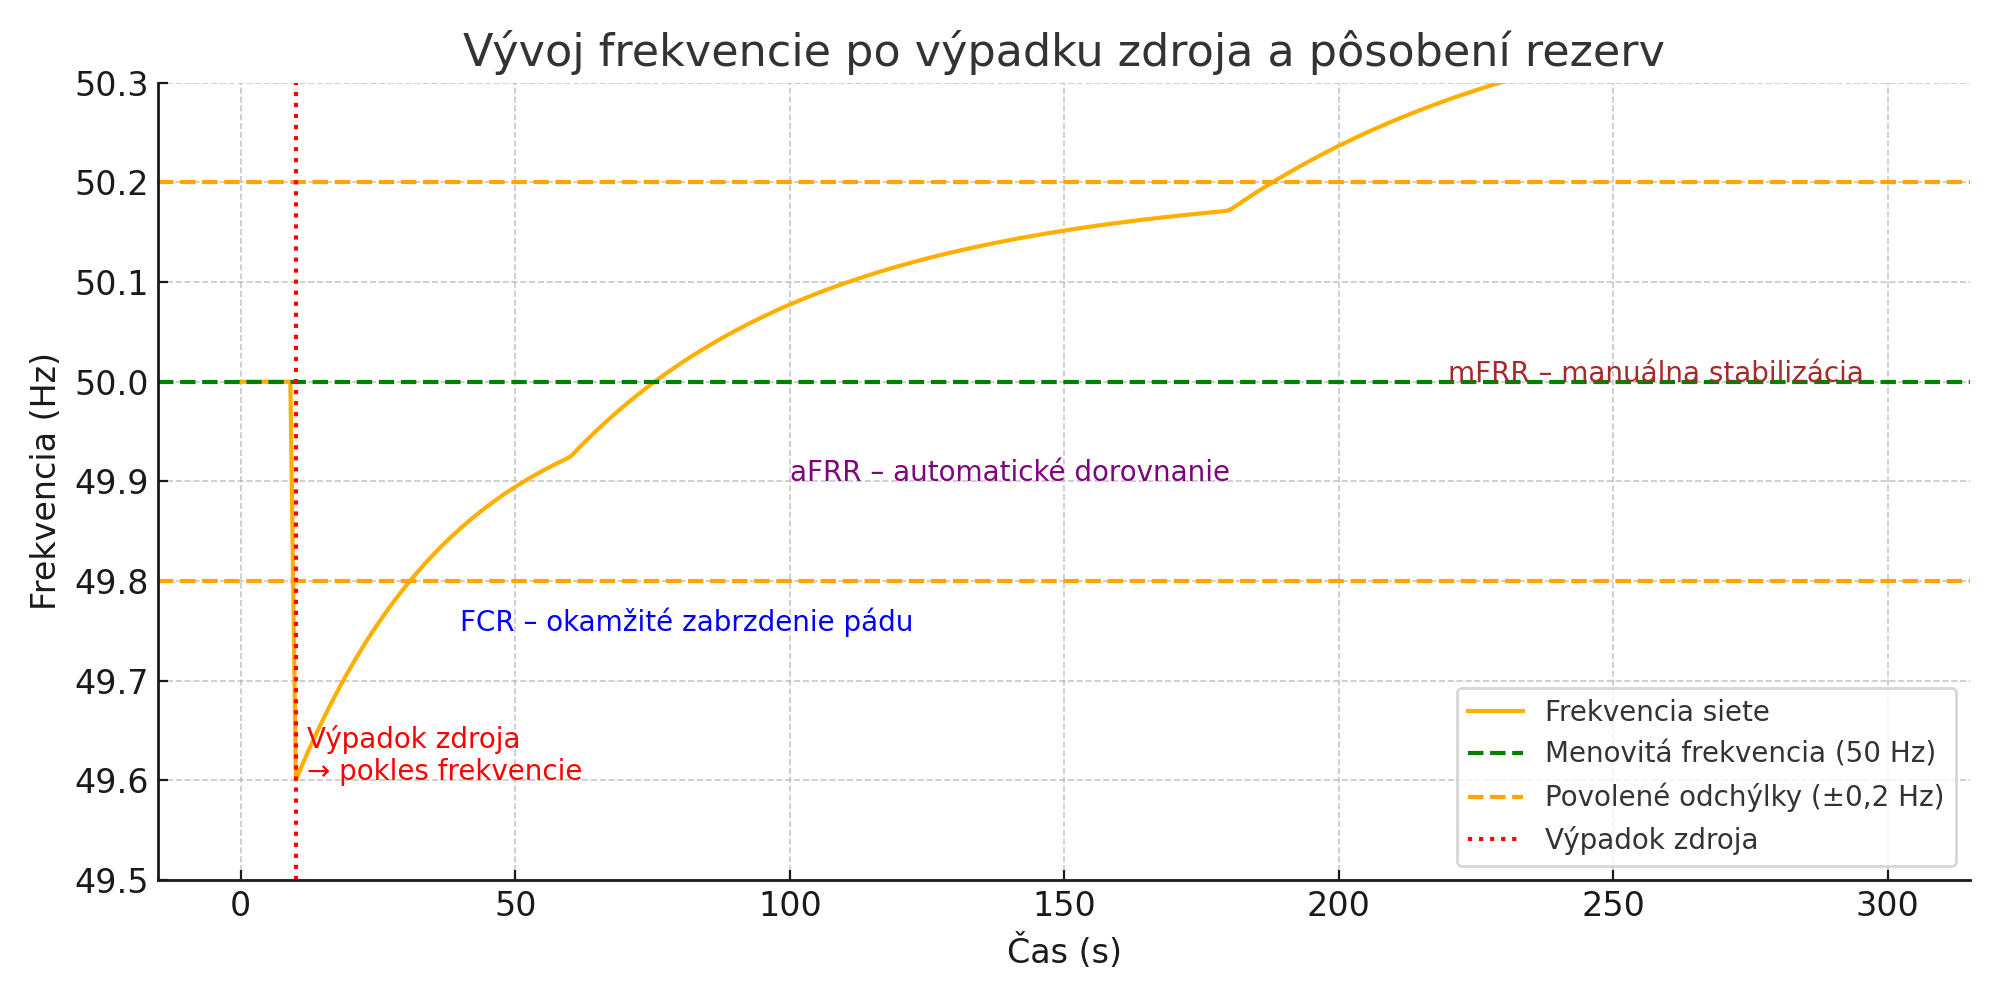 Vývoj frekvencie po výpadku zdroja a pôsobení rezerv
Frekvencia (Hz)
50.3
50.2
50.1
50.0
49.9
49.8
49.7
49.6
49.5
mFRR – manuálna stabilizácia
aFRR – automatické dorovnanie
FCR – okamžité zabrzdenie pádu
Výpadok zdroja
→ pokles frekvencie
Frekvencia siete
Menovitá frekvencia (50 Hz)
Povolené odchýlky (±0,2 Hz)
Výpadok zdroja
0 50 100 150 200 250 300
Čas (s)